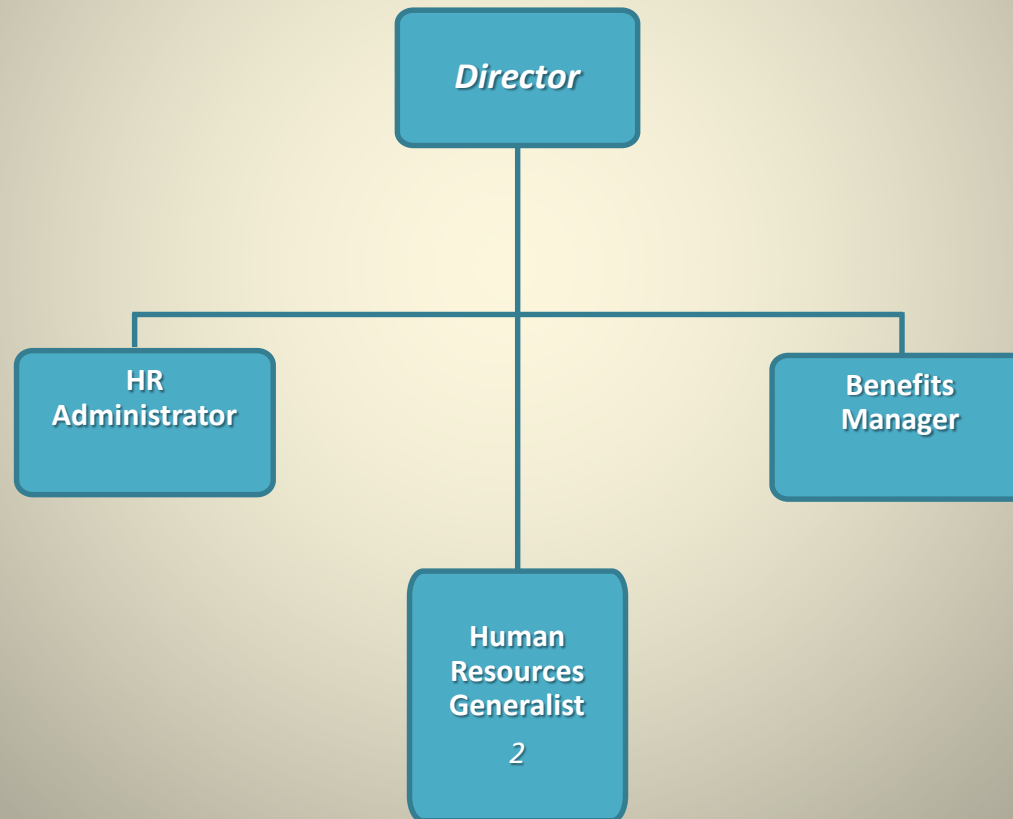 Director
HR
Administrator
Benefits
Manager
Human
Resources
Generalist
2